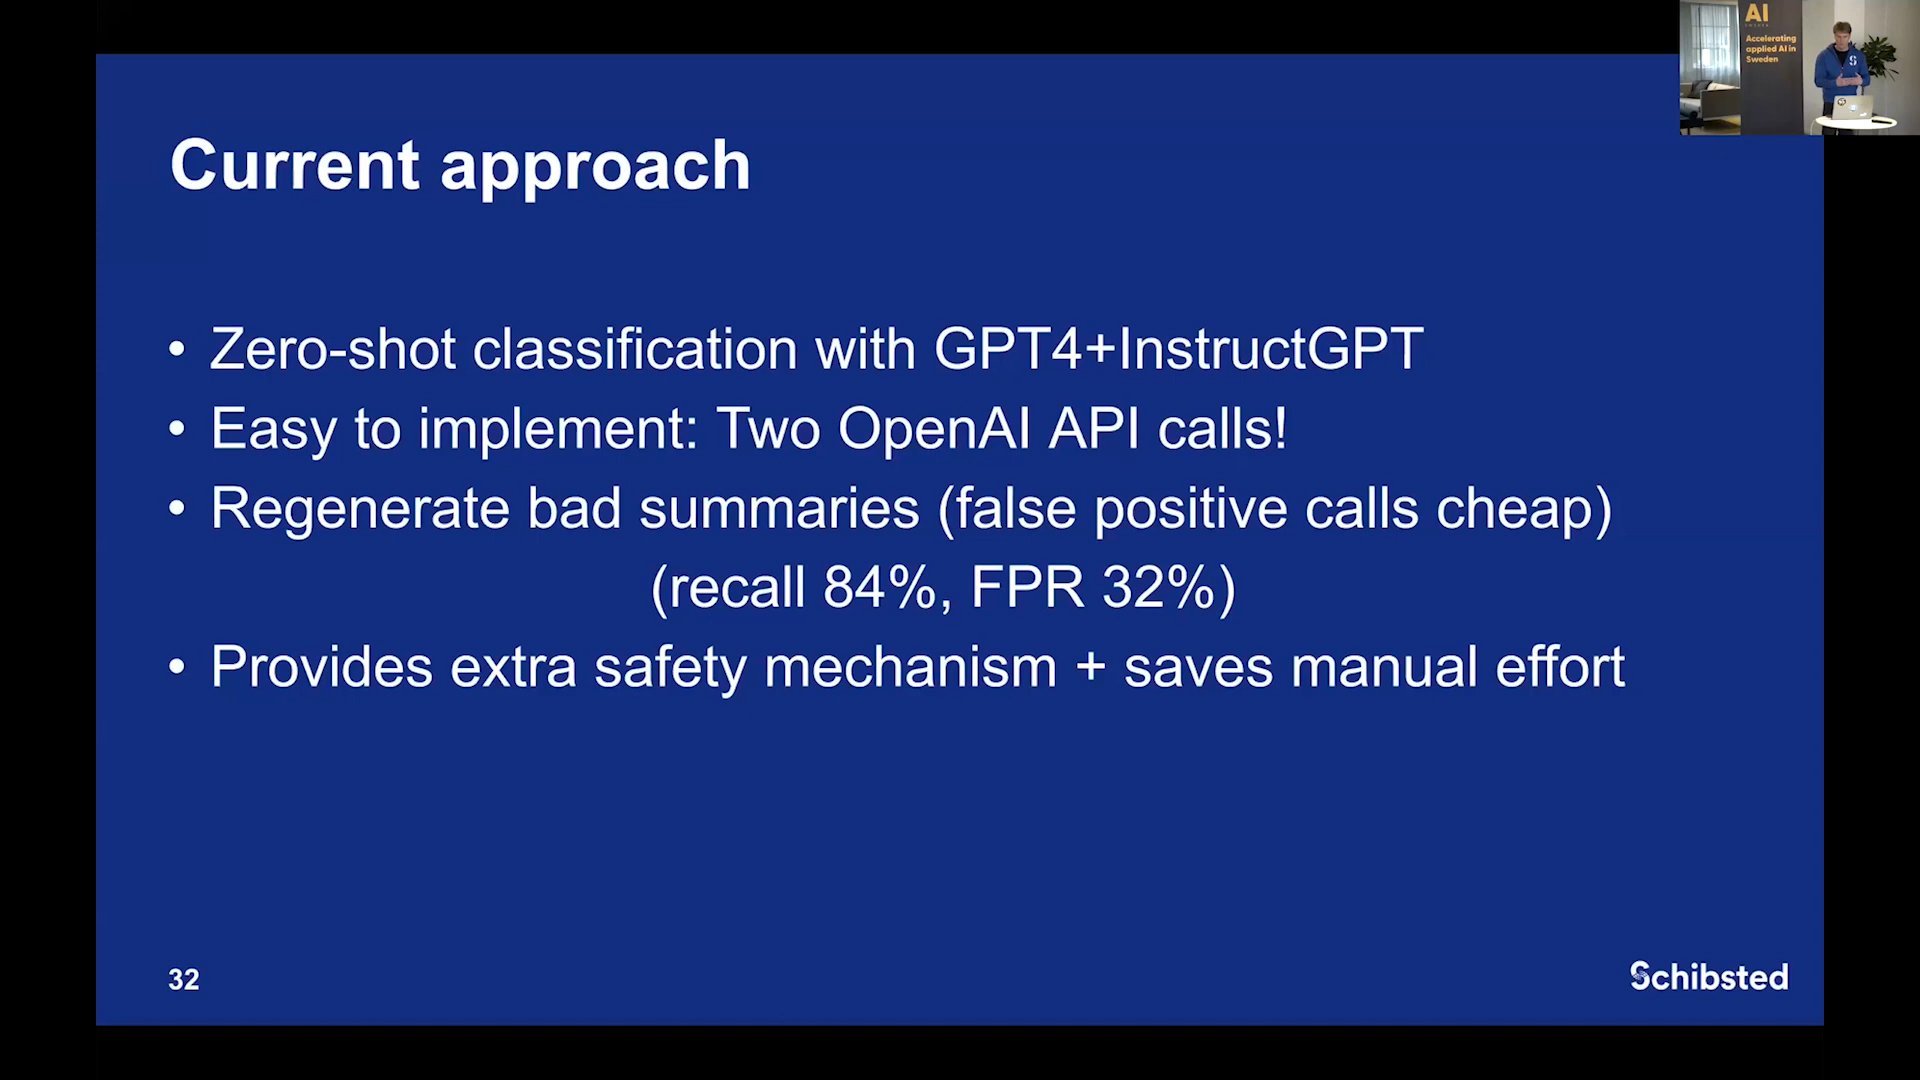 Current approach
• Zero-shot classification with GPT4+InstructGPT
• Easy to implement: Two OpenAI API calls!
• Regenerate bad summaries (false positive calls cheap)
(recall 84%, FPR 32%)
• Provides extra safety mechanism + saves manual effort
32
Schibsted
AI
Accelerating
applied AI in
Sweden
S